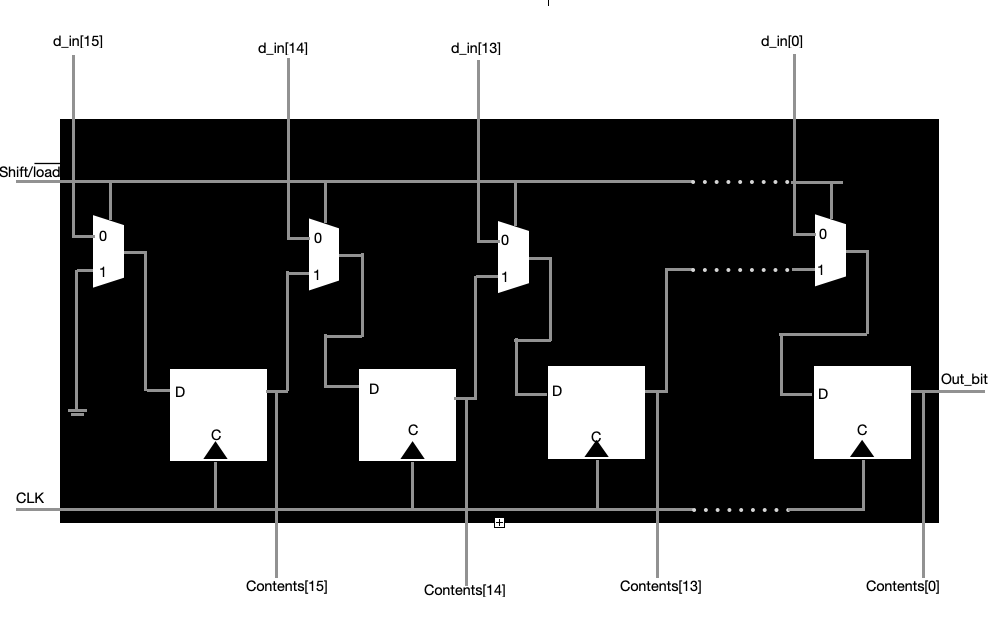 d_in[15]
d_in[14]
d_in[13]
d_in[0]
Shift/load
0
0
0
0
1
1
1
1
D
D
D
D
Out_bit
C
C
C
C
CLK
Contents[15]
Contents[14]
Contents[13]
Contents[0]